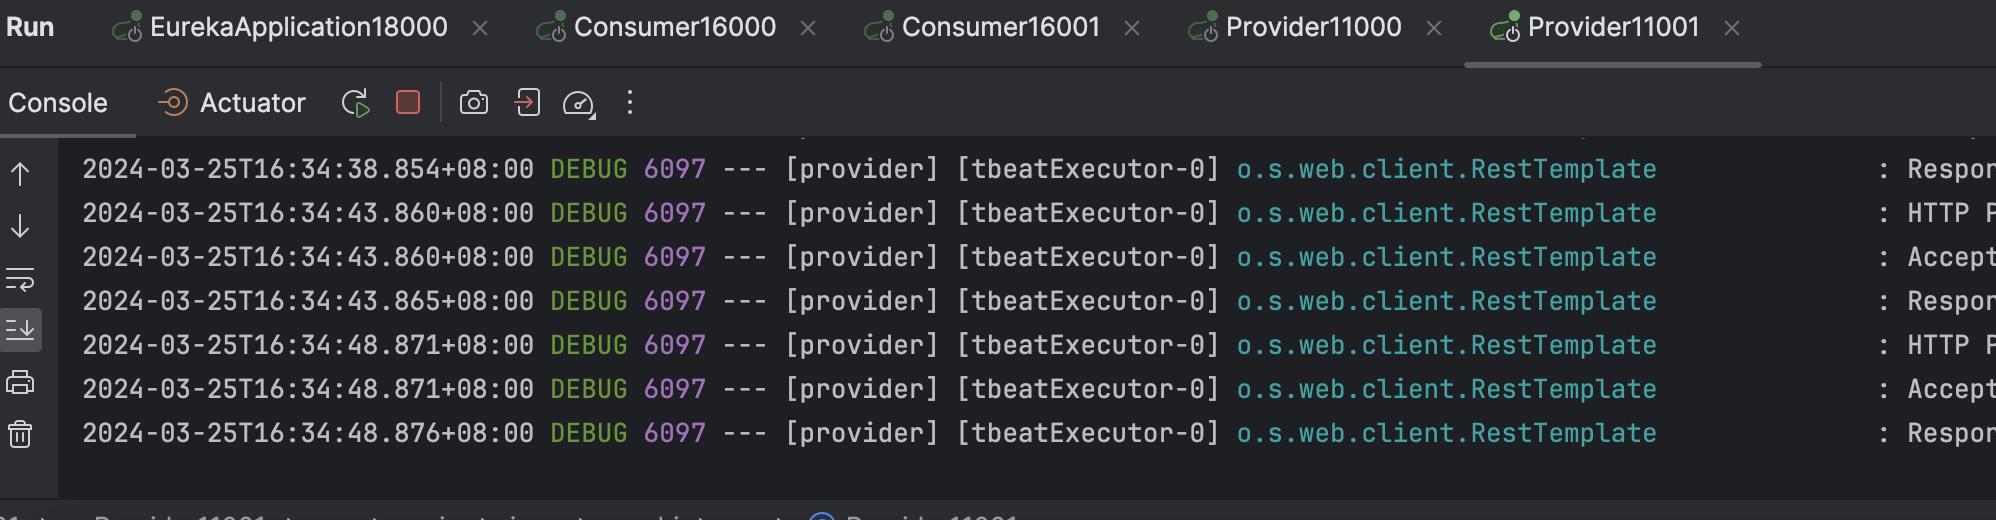 Run EurekaApplication18000 Consumer16000 Consumer16001 Provider11000 Provider11001
Console Actuator
2024-03-25T16:34:38.854+08:00 DEBUG 6097 --- [provider] [tbeatExecutor-0] o.s.web.client.RestTemplate : Respon
2024-03-25T16:34:43.860+08:00 DEBUG 6097 --- [provider] [tbeatExecutor-0] o.s.web.client.RestTemplate : HTTP P
2024-03-25T16:34:43.860+08:00 DEBUG 6097 --- [provider] [tbeatExecutor-0] o.s.web.client.RestTemplate : Accept
2024-03-25T16:34:43.865+08:00 DEBUG 6097 --- [provider] [tbeatExecutor-0] o.s.web.client.RestTemplate : Respon
2024-03-25T16:34:48.871+08:00 DEBUG 6097 --- [provider] [tbeatExecutor-0] o.s.web.client.RestTemplate : HTTP P
2024-03-25T16:34:48.871+08:00 DEBUG 6097 --- [provider] [tbeatExecutor-0] o.s.web.client.RestTemplate : Accept
2024-03-25T16:34:48.876+08:00 DEBUG 6097 --- [provider] [tbeatExecutor-0] o.s.web.client.RestTemplate : Respon